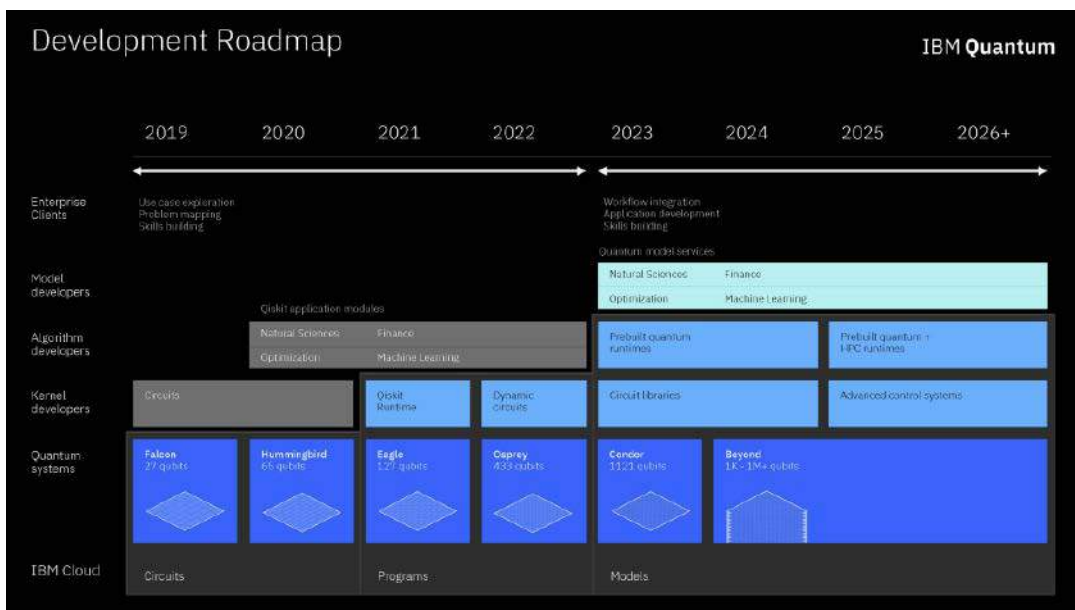 Development Roadmap
IBM Quantum
2019
2020
2021
2022
2023
2024
2025
2026+
Enterprise
Clients
Use case exploration
Problem mapping
Skills building
Workflow integration
Application development
Skills building
Quantum model services
Model
developers
Natural Sciences
Finance
Optimization
Machine Learning
Qiskit application modules
Algorithm
developers
Natural Sciences
Finance
Optimization
Machine Learning
Prebuilt quantum
runtimes
Prebuilt quantum +
HPC runtimes
Kernel
developers
Circuits
Qiskit
Runtime
Dynamic
circuits
Circuit libraries
Advanced control systems
Quantum
systems
Falcon
27 qubits
Hummingbird
65 qubits
Eagle
127 qubits
Osprey
433 qubits
Condor
1121 qubits
Beyond
1K - 1M+ qubits
IBM Cloud
Circuits
Programs
Models